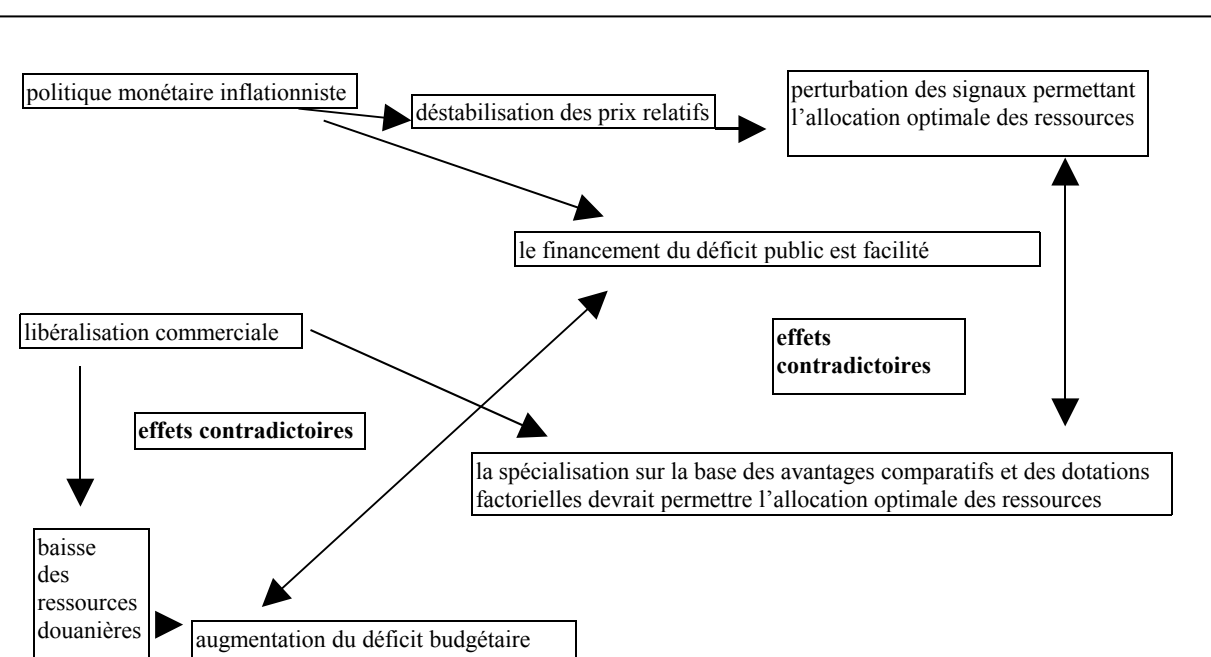 politique monétaire inflationniste
déstabilisation des prix relatifs
perturbation des signaux permettant
l’allocation optimale des ressources
le financement du déficit public est facilité
libéralisation commerciale
effets
contradictoires
effets contradictoires
la spécialisation sur la base des avantages comparatifs et des dotations
factorielles devrait permettre l’allocation optimale des ressources
baisse
des
ressources
douanières
augmentation du déficit budgétaire